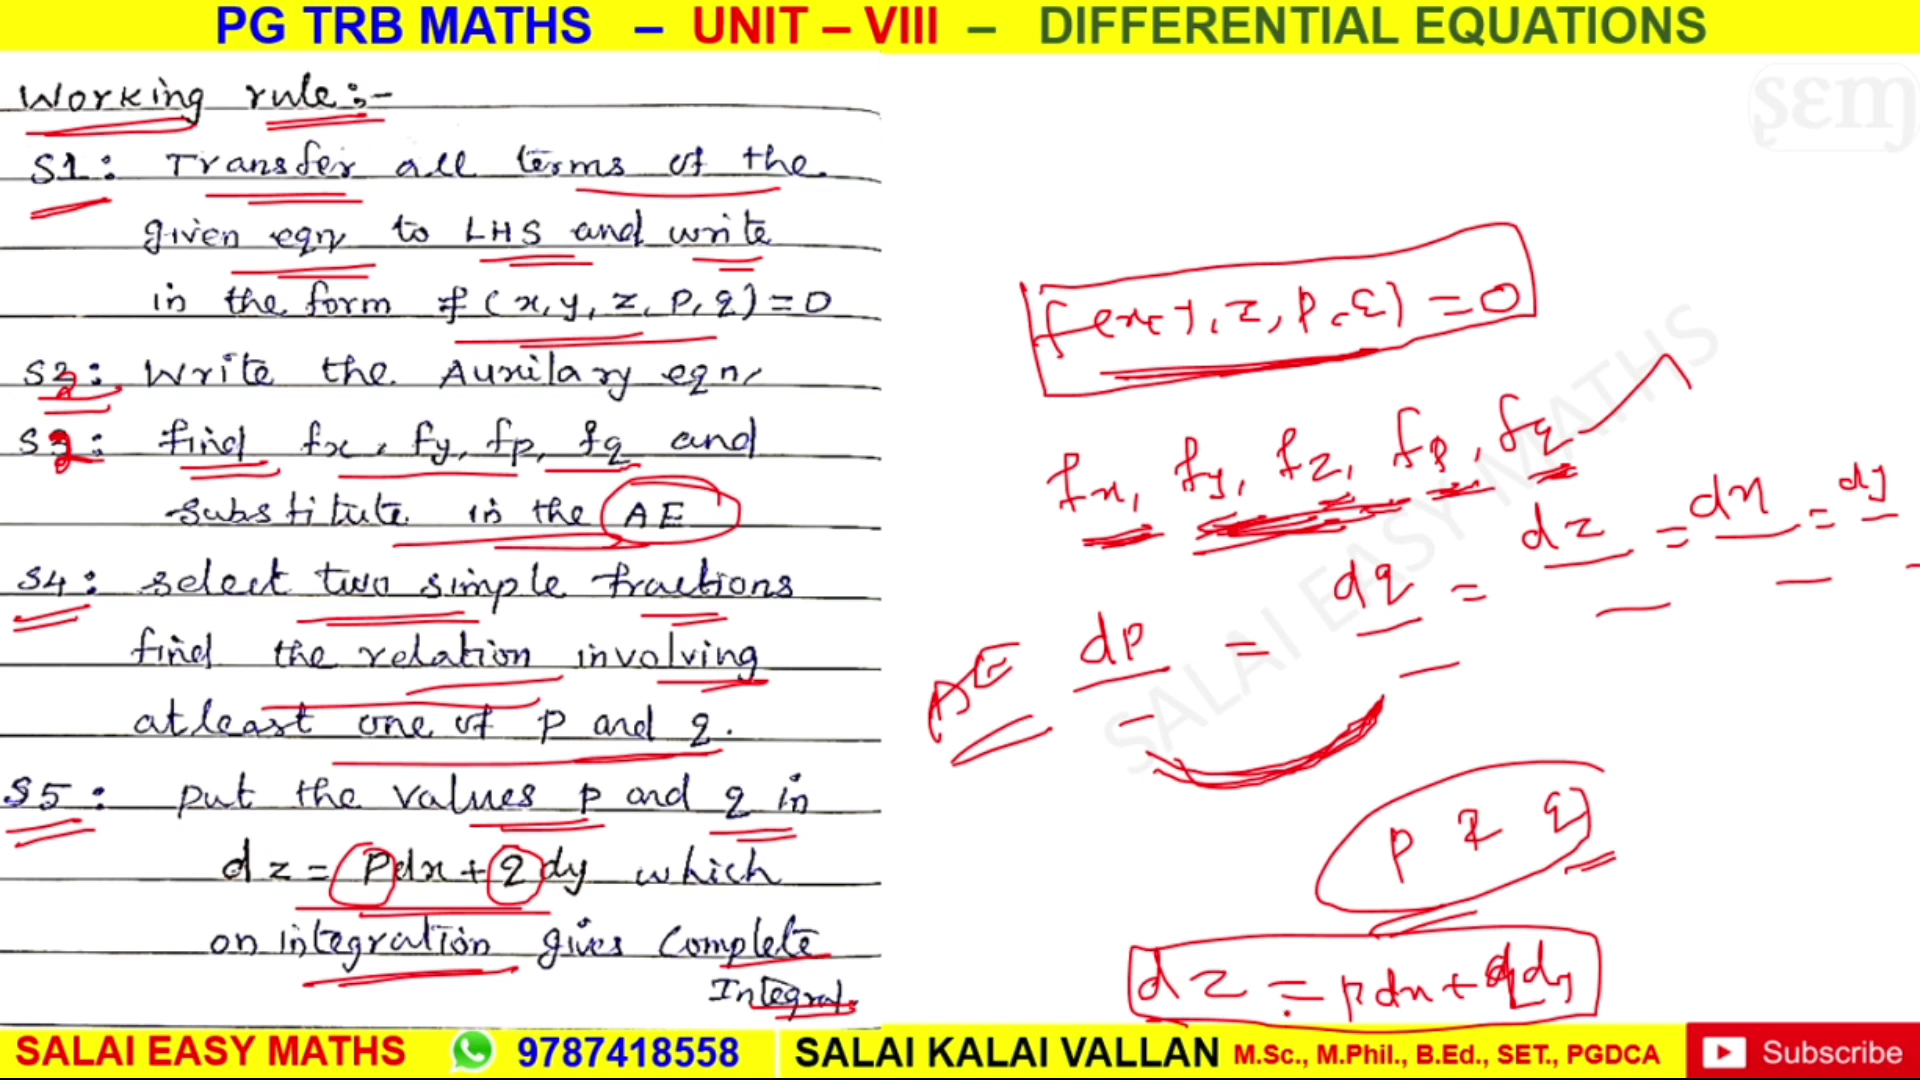 PG TRB MATHS – UNIT – VIII – DIFFERENTIAL EQUATIONS
sɛm
Working rule:-
S1: Transfer all terms of the
given eqn to LHS and write
in the form f(x, y, z, p, q) = 0
S2: Write the Auxilary eqn,
S3: find fx, fy, fp, fq and
substitute in the AE
S4: select two simple fractions
find the relation involving
atleast one of p and q.
S5: put the values p and q in
dz = pdx + qdy which
on integration gives complete
Integral.
f(x, y, z, p, q) = 0
fx, fy, fz, fp, fq
AE dp = dq = dz = dx = dy
p & q
dz = pdx + qdy
SALAI EASY MATHS
SALAI EASY MATHS 9787418558 SALAI KALAI VALLAN M.Sc., M.Phil., B.Ed., SET., PGDCA Subscribe